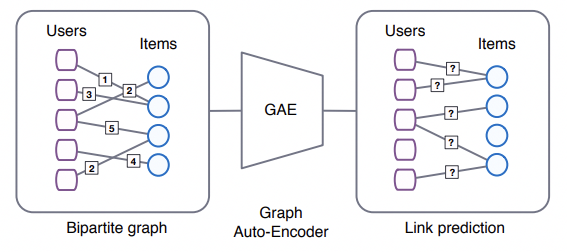 Users
Items
1
2
3
5
4
2
Bipartite graph
GAE
Graph
Auto-Encoder
Users
Items
?
?
?
?
?
Link prediction